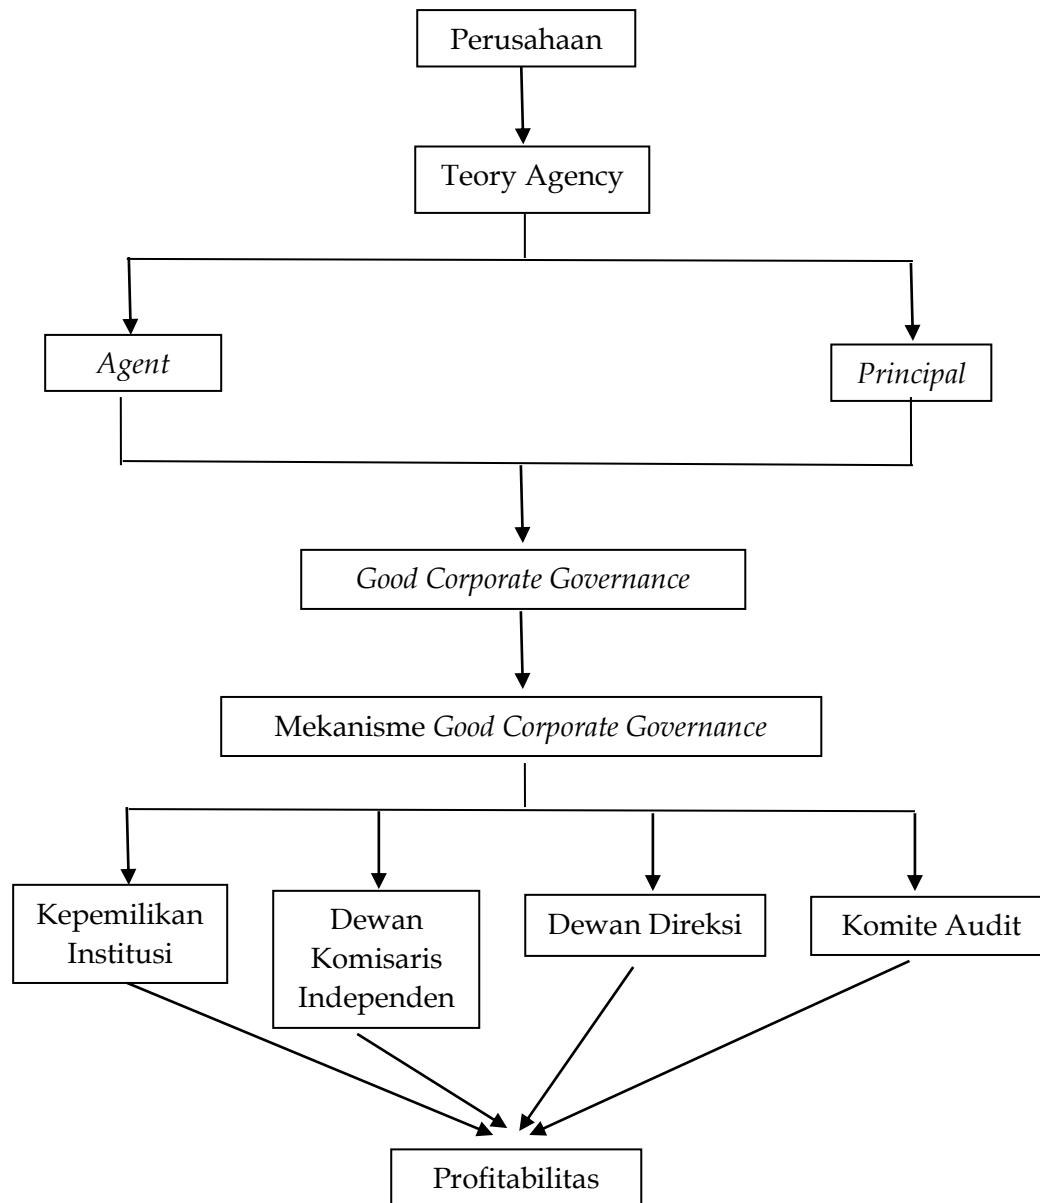 Perusahaan
Teory Agency
Agent
Principal
Good Corporate Governance
Mekanisme Good Corporate Governance
Kepemilikan
Institusi
Dewan
Komisaris
Independen
Dewan Direksi
Komite Audit
Profitabilitas